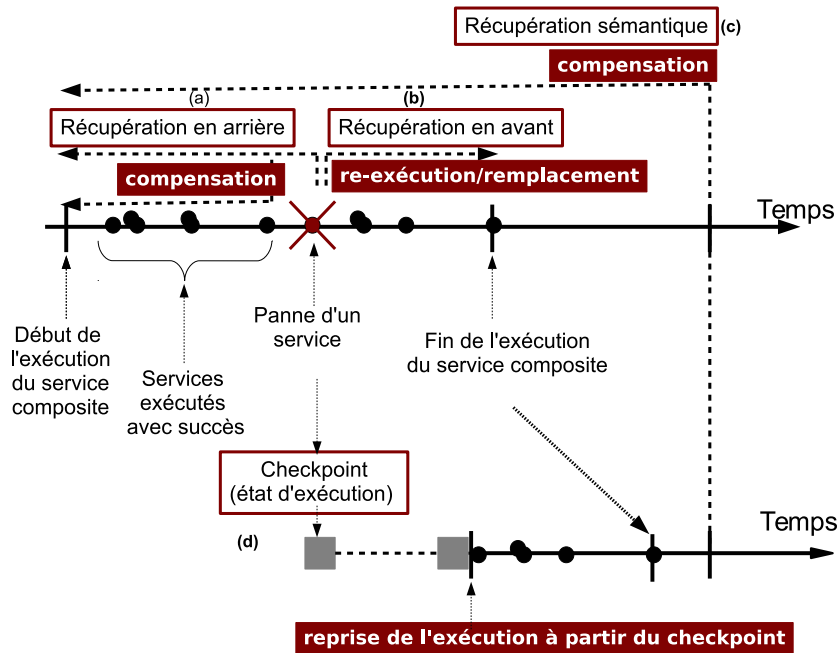 Récupération sémantique (c)
compensation
(a)
(b)
Récupération en arrière
Récupération en avant
compensation
re-exécution/remplacement
Temps
Début de
l'exécution
du service
composite
Services
exécutés
avec succès
Panne d'un
service
Fin de l'exécution
du service composite
Checkpoint
(état d'exécution)
(d)
Temps
reprise de l'exécution à partir du checkpoint